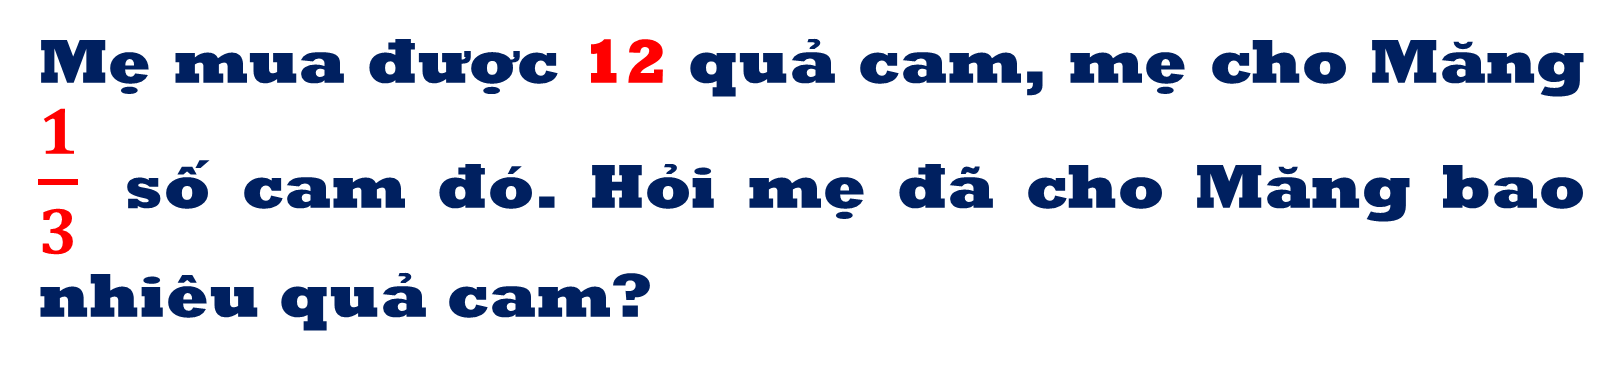 Mẹ mua được 12 quả cam, mẹ cho Măng
1/3 số cam đó. Hỏi mẹ đã cho Măng bao
nhiêu quả cam?